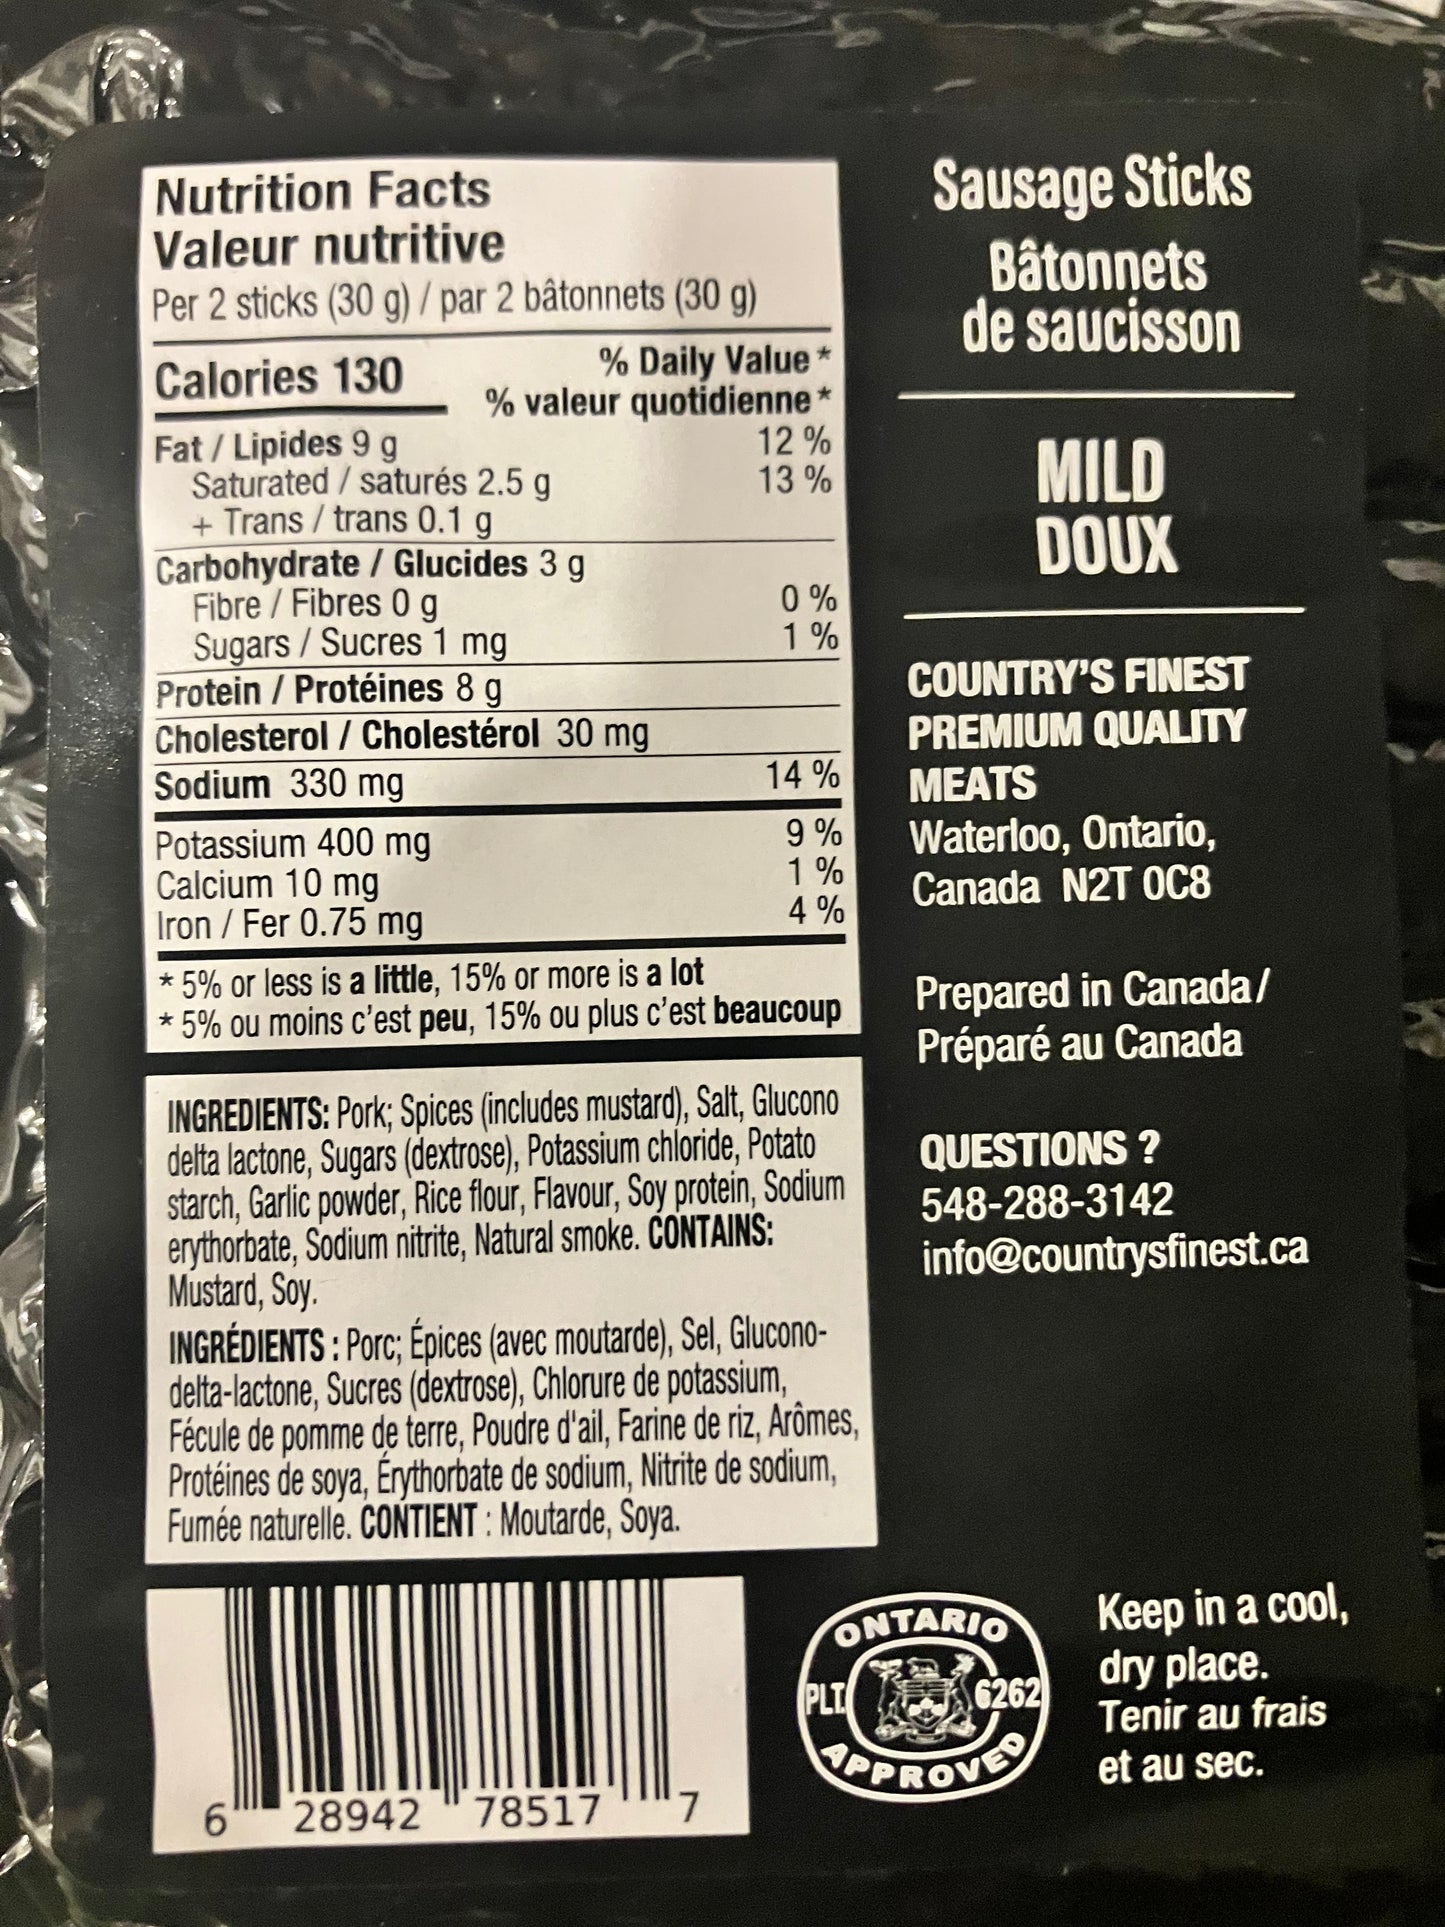 Nutrition Facts
Valeur nutritive
Per 2 sticks (30 g) / par 2 bâtonnets (30 g)
Calories 130
% Daily Value *
% valeur quotidienne *
Fat / Lipides 9 g 12 %
Saturated / saturés 2.5 g 13 %
+ Trans / trans 0.1 g
Carbohydrate / Glucides 3 g
Fibre / Fibres 0 g 0 %
Sugars / Sucres 1 mg 1 %
Protein / Protéines 8 g
Cholesterol / Cholestérol 30 mg
Sodium 330 mg 14 %
Potassium 400 mg 9 %
Calcium 10 mg 1 %
Iron / Fer 0.75 mg 4 %
* 5% or less is a little, 15% or more is a lot
* 5% ou moins c'est peu, 15% ou plus c'est beaucoup
INGREDIENTS: Pork; Spices (includes mustard), Salt, Glucono
delta lactone, Sugars (dextrose), Potassium chloride, Potato
starch, Garlic powder, Rice flour, Flavour, Soy protein, Sodium
erythorbate, Sodium nitrite, Natural smoke. CONTAINS:
Mustard, Soy.
INGRÉDIENTS : Porc; Épices (avec moutarde), Sel, Glucono-
delta-lactone, Sucres (dextrose), Chlorure de potassium,
Fécule de pomme de terre, Poudre d'ail, Farine de riz, Arômes,
Protéines de soya, Érythorbate de sodium, Nitrite de sodium,
Fumée naturelle. CONTIENT : Moutarde, Soya.
6 28942 78517 7
Sausage Sticks
Bâtonnets
de saucisson
MILD
DOUX
COUNTRY'S FINEST
PREMIUM QUALITY
MEATS
Waterloo, Ontario,
Canada N2T 0C8
Prepared in Canada/
Préparé au Canada
QUESTIONS ?
548-288-3142
info@countrysfinest.ca
ONTARIO
PLT. 6262
APPROVED
Keep in a cool,
dry place.
Tenir au frais
et au sec.